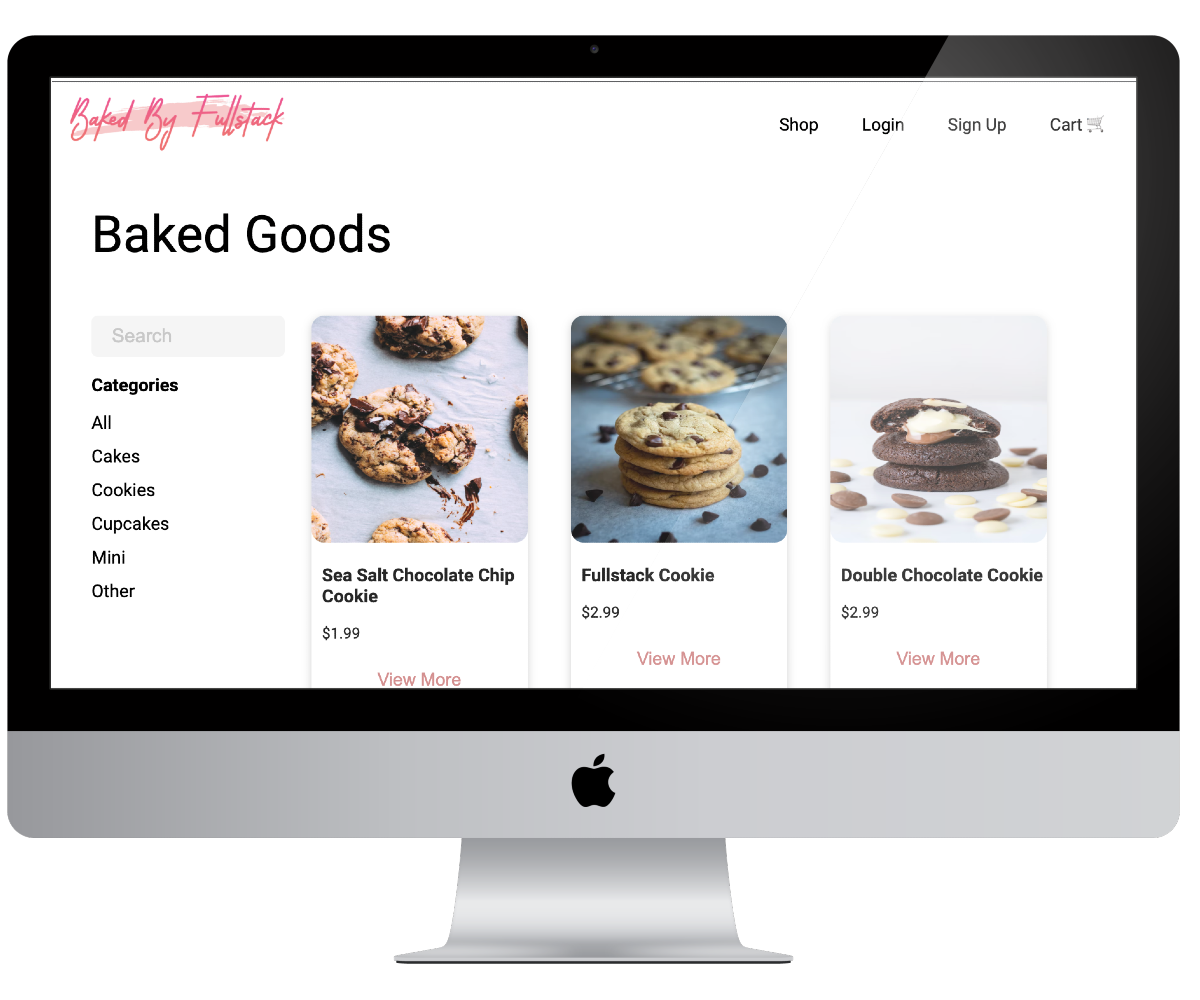 Baked By Fullstack
Shop Login Sign Up Cart
Baked Goods
Search
Categories
All
Cakes
Cookies
Cupcakes
Mini
Other
Sea Salt Chocolate Chip
Cookie
$1.99
View More
Fullstack Cookie
$2.99
View More
Double Chocolate Cookie
$2.99
View More